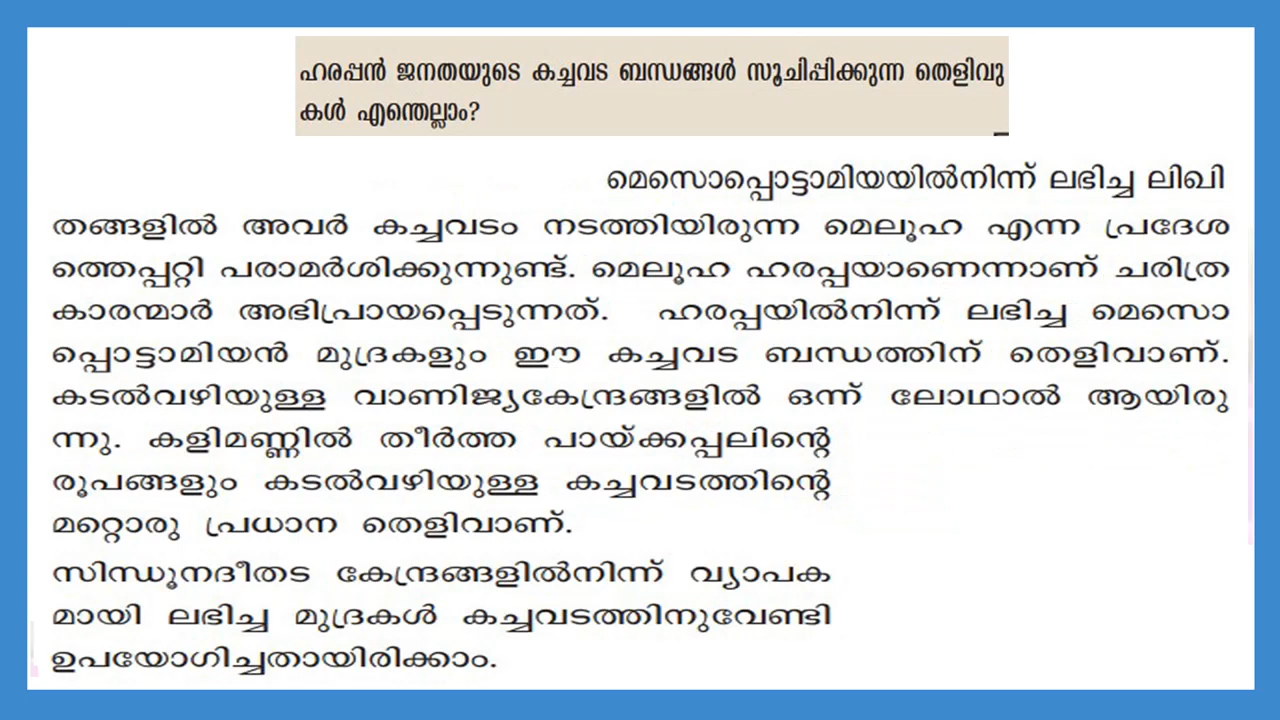 ഹരപ്പൻ ജനതയുടെ കച്ചവട ബന്ധങ്ങൾ സൂചിപ്പിക്കുന്ന തെളിവു
കൾ എന്തെല്ലാം?
മെസൊപ്പൊട്ടാമിയയിൽനിന്ന് ലഭിച്ച ലിഖി
തങ്ങളിൽ അവർ കച്ചവടം നടത്തിയിരുന്ന മെലൂഹ എന്ന പ്രദേശ
ത്തെപ്പറ്റി പരാമർശിക്കുന്നുണ്ട്. മെലൂഹ ഹരപ്പയാണെന്നാണ് ചരിത്ര
കാരന്മാർ അഭിപ്രായപ്പെടുന്നത്. ഹരപ്പയിൽനിന്ന് ലഭിച്ച മെസൊ
പ്പൊട്ടാമിയൻ മുദ്രകളും ഈ കച്ചവട ബന്ധത്തിന് തെളിവാണ്.
കടൽവഴിയുള്ള വാണിജ്യകേന്ദ്രങ്ങളിൽ ഒന്ന് ലോഥാൽ ആയിരു
ന്നു. കളിമണ്ണിൽ തീർത്ത പായ്ക്കപ്പലിന്റെ
രൂപങ്ങളും കടൽവഴിയുള്ള കച്ചവടത്തിന്റെ
മറ്റൊരു പ്രധാന തെളിവാണ്.
സിന്ധൂനദീതട കേന്ദ്രങ്ങളിൽനിന്ന് വ്യാപക
മായി ലഭിച്ച മുദ്രകൾ കച്ചവടത്തിനുവേണ്ടി
ഉപയോഗിച്ചതായിരിക്കാം.